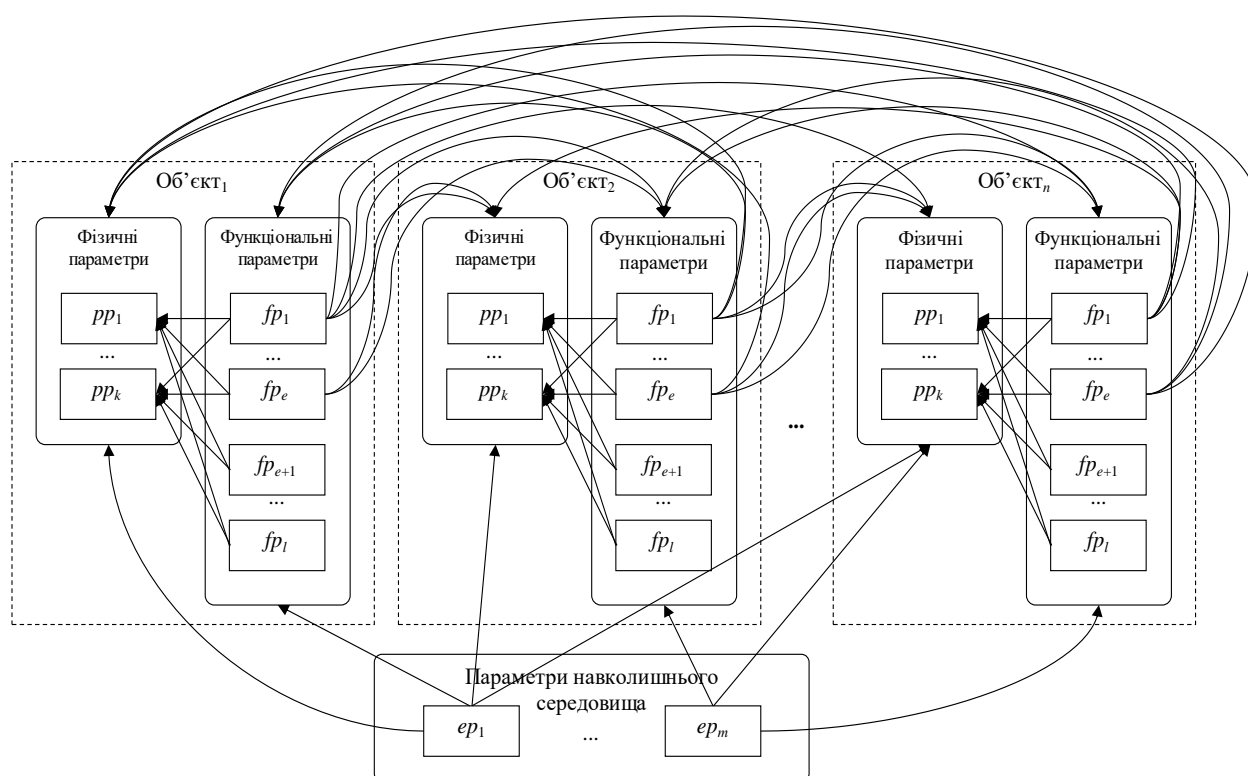 Об’єкт₁
Фізичні
параметри
pp₁
...
ppₖ
Функціональні
параметри
fp₁
...
fpₑ
fpₑ₊₁
...
fpₗ
Об’єкт₂
Фізичні
параметри
pp₁
...
ppₖ
Функціональні
параметри
fp₁
...
fpₑ
fpₑ₊₁
...
fpₗ
...
Об’єктₙ
Фізичні
параметри
pp₁
...
ppₖ
Функціональні
параметри
fp₁
...
fpₑ
fpₑ₊₁
...
fpₗ
Параметри навколишнього
середовища
ep₁
...
epₘ